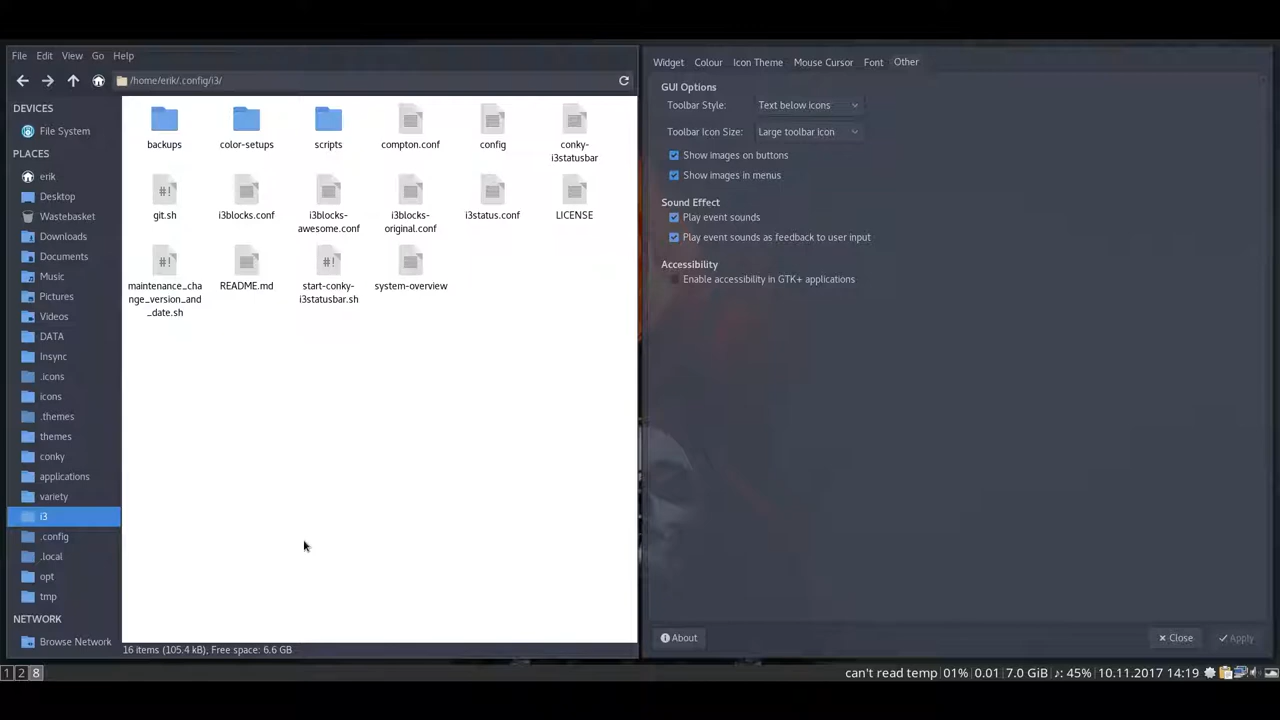 File Edit View Go Help
/home/erik/.config/i3/
DEVICES
File System
PLACES
erik
Desktop
Wastebasket
Downloads
Documents
Music
Pictures
Videos
DATA
Insync
.icons
icons
.themes
themes
conky
applications
variety
i3
.config
.local
opt
tmp
NETWORK
Browse Network
backups
color-setups
scripts
compton.conf
config
conky-
i3statusbar
#!
git.sh
i3blocks.conf
i3blocks-
awesome.conf
i3blocks-
original.conf
i3status.conf
LICENSE
#!
maintenance_cha
nge_version_and
_date.sh
README.md
#!
start-conky-
i3statusbar.sh
system-overview
16 items (105.4 kB), Free space: 6.6 GB
Widget Colour Icon Theme Mouse Cursor Font Other
GUI Options
Toolbar Style: Text below icons
Toolbar Icon Size: Large toolbar icon
Show images on buttons
Show images in menus
Sound Effect
Play event sounds
Play event sounds as feedback to user input
Accessibility
Enable accessibility in GTK+ applications
About
Close
Apply
1 2 8
can't read temp 01% 0.01 7.0 GiB ♪: 45% 10.11.2017 14:19